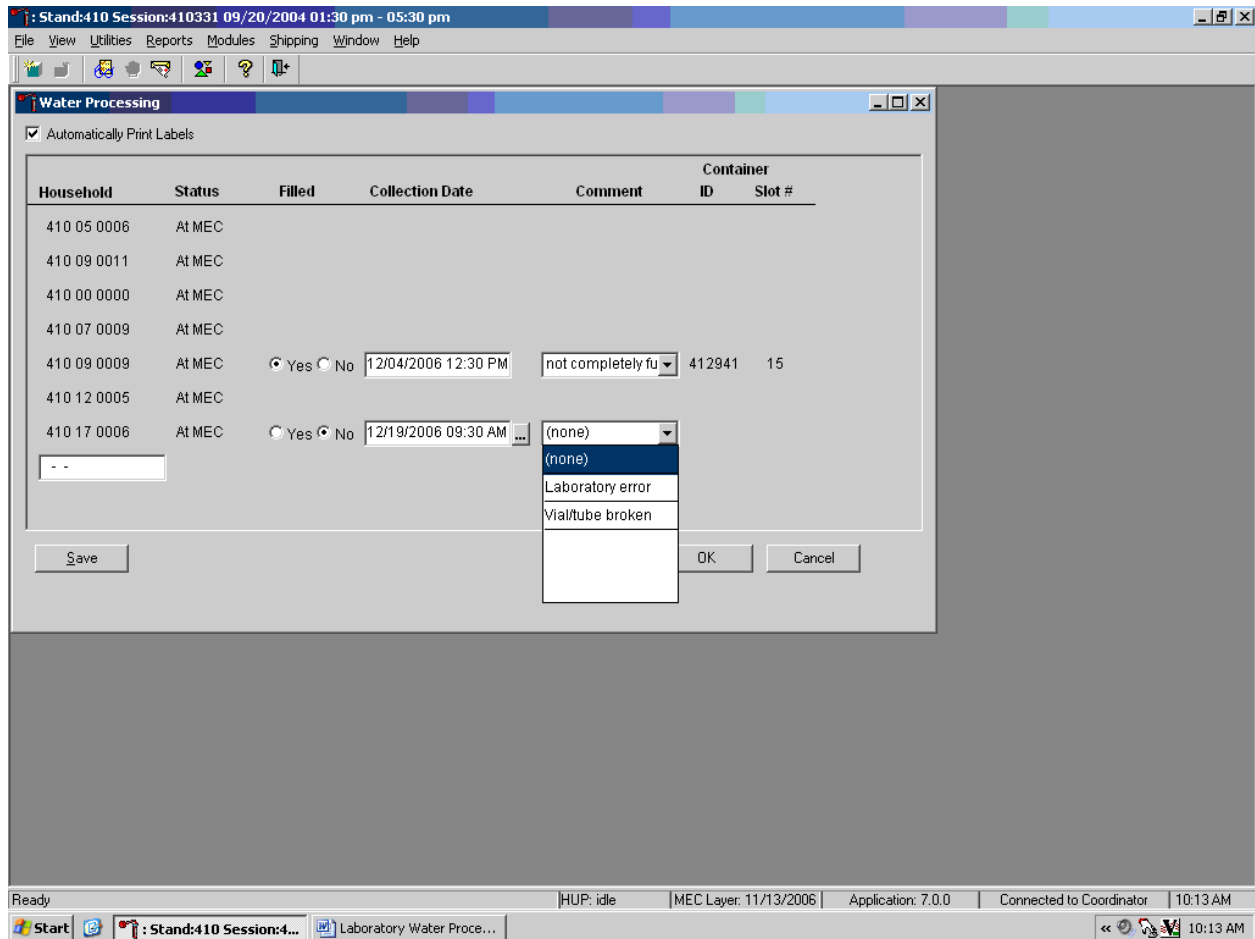 : Stand:410 Session:410331 09/20/2004 01:30 pm - 05:30 pm
File View Utilities Reports Modules Shipping Window Help
Water Processing
Automatically Print Labels
Container
Household Status Filled Collection Date Comment ID Slot #
410 05 0006 At MEC
410 09 0011 At MEC
410 00 0000 At MEC
410 07 0009 At MEC
410 09 0009 At MEC Yes No 12/04/2006 12:30 PM not completely fu 412941 15
410 12 0005 At MEC
410 17 0006 At MEC Yes No 12/19/2006 09:30 AM ... (none)
- - (none)
Laboratory error
Vial/tube broken
Save OK Cancel
Ready HUP: idle MEC Layer: 11/13/2006 Application: 7.0.0 Connected to Coordinator 10:13 AM
Start : Stand:410 Session:4... Laboratory Water Proce... « 10:13 AM